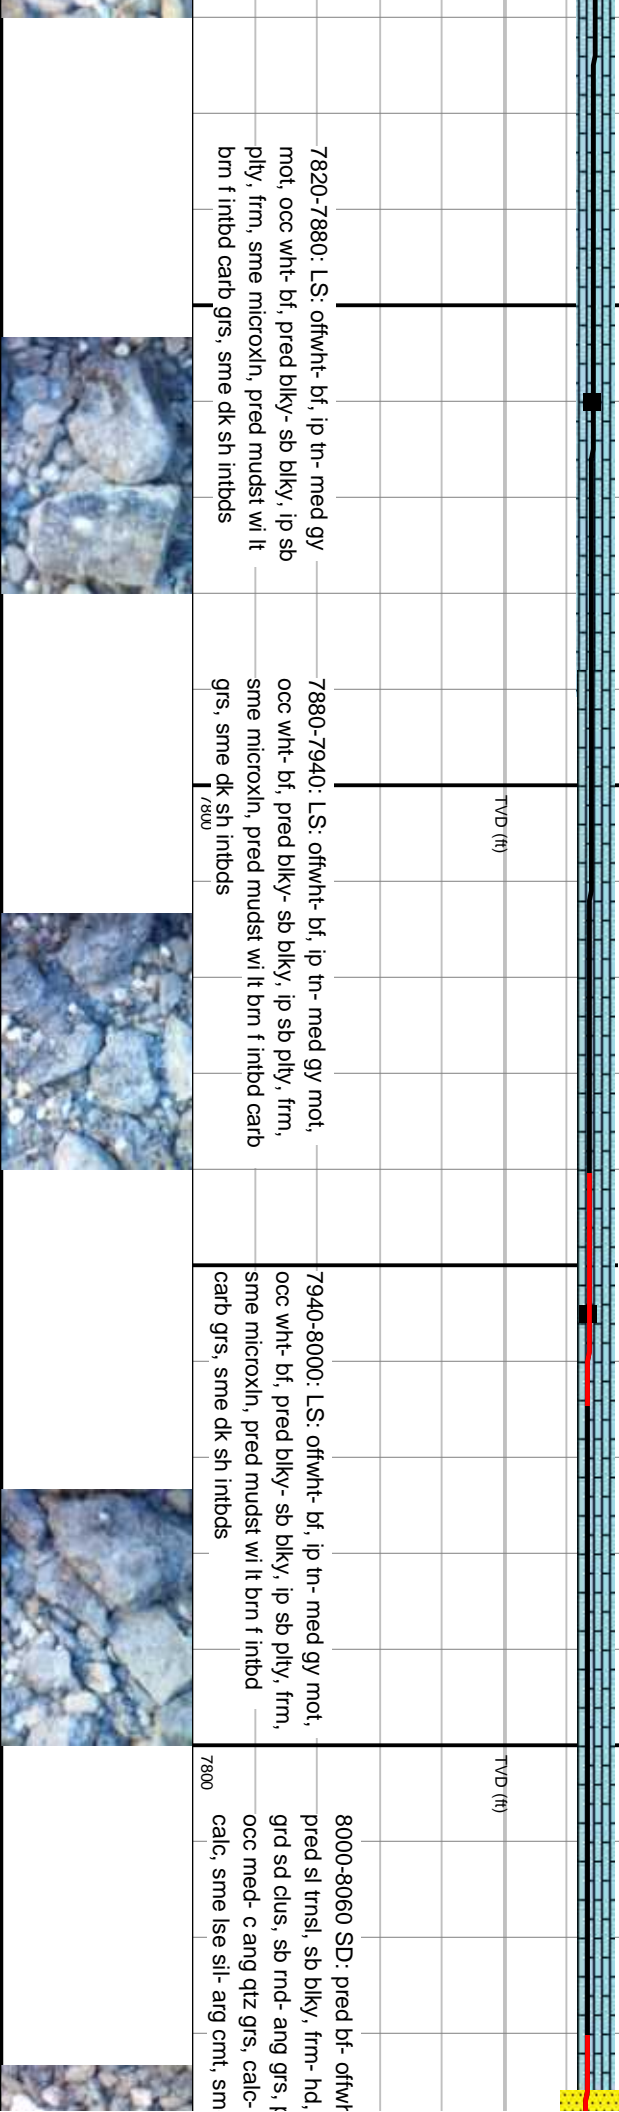 7820-7880: LS: offwht- bf, ip tn- med gy
mot, occ wht- bf, pred blky- sb blky, ip sb
plty, frm, sme microxln, pred mudst wi lt
brn f intbd carb grs, sme dk sh intbds
7880-7940: LS: offwht- bf, ip tn- med gy mot,
occ wht- bf, pred blky- sb blky, ip sb plty, frm,
sme microxln, pred mudst wi lt brn f intbd carb
grs, sme dk sh intbds
TVD (ft)
7800
7940-8000: LS: offwht- bf, ip tn- med gy mot,
occ wht- bf, pred blky- sb blky, ip sb plty, frm,
sme microxln, pred mudst wi lt brn f intbd
carb grs, sme dk sh intbds
TVD (ft)
7800
8000-8060 SD: pred bf- offwh
pred sl trnsl, sb blky, frm- hd,
grd sd clus, sb rnd- ang grs,
occ med- c ang qtz grs, calc-
calc, sme lse sil- arg cmt, sm